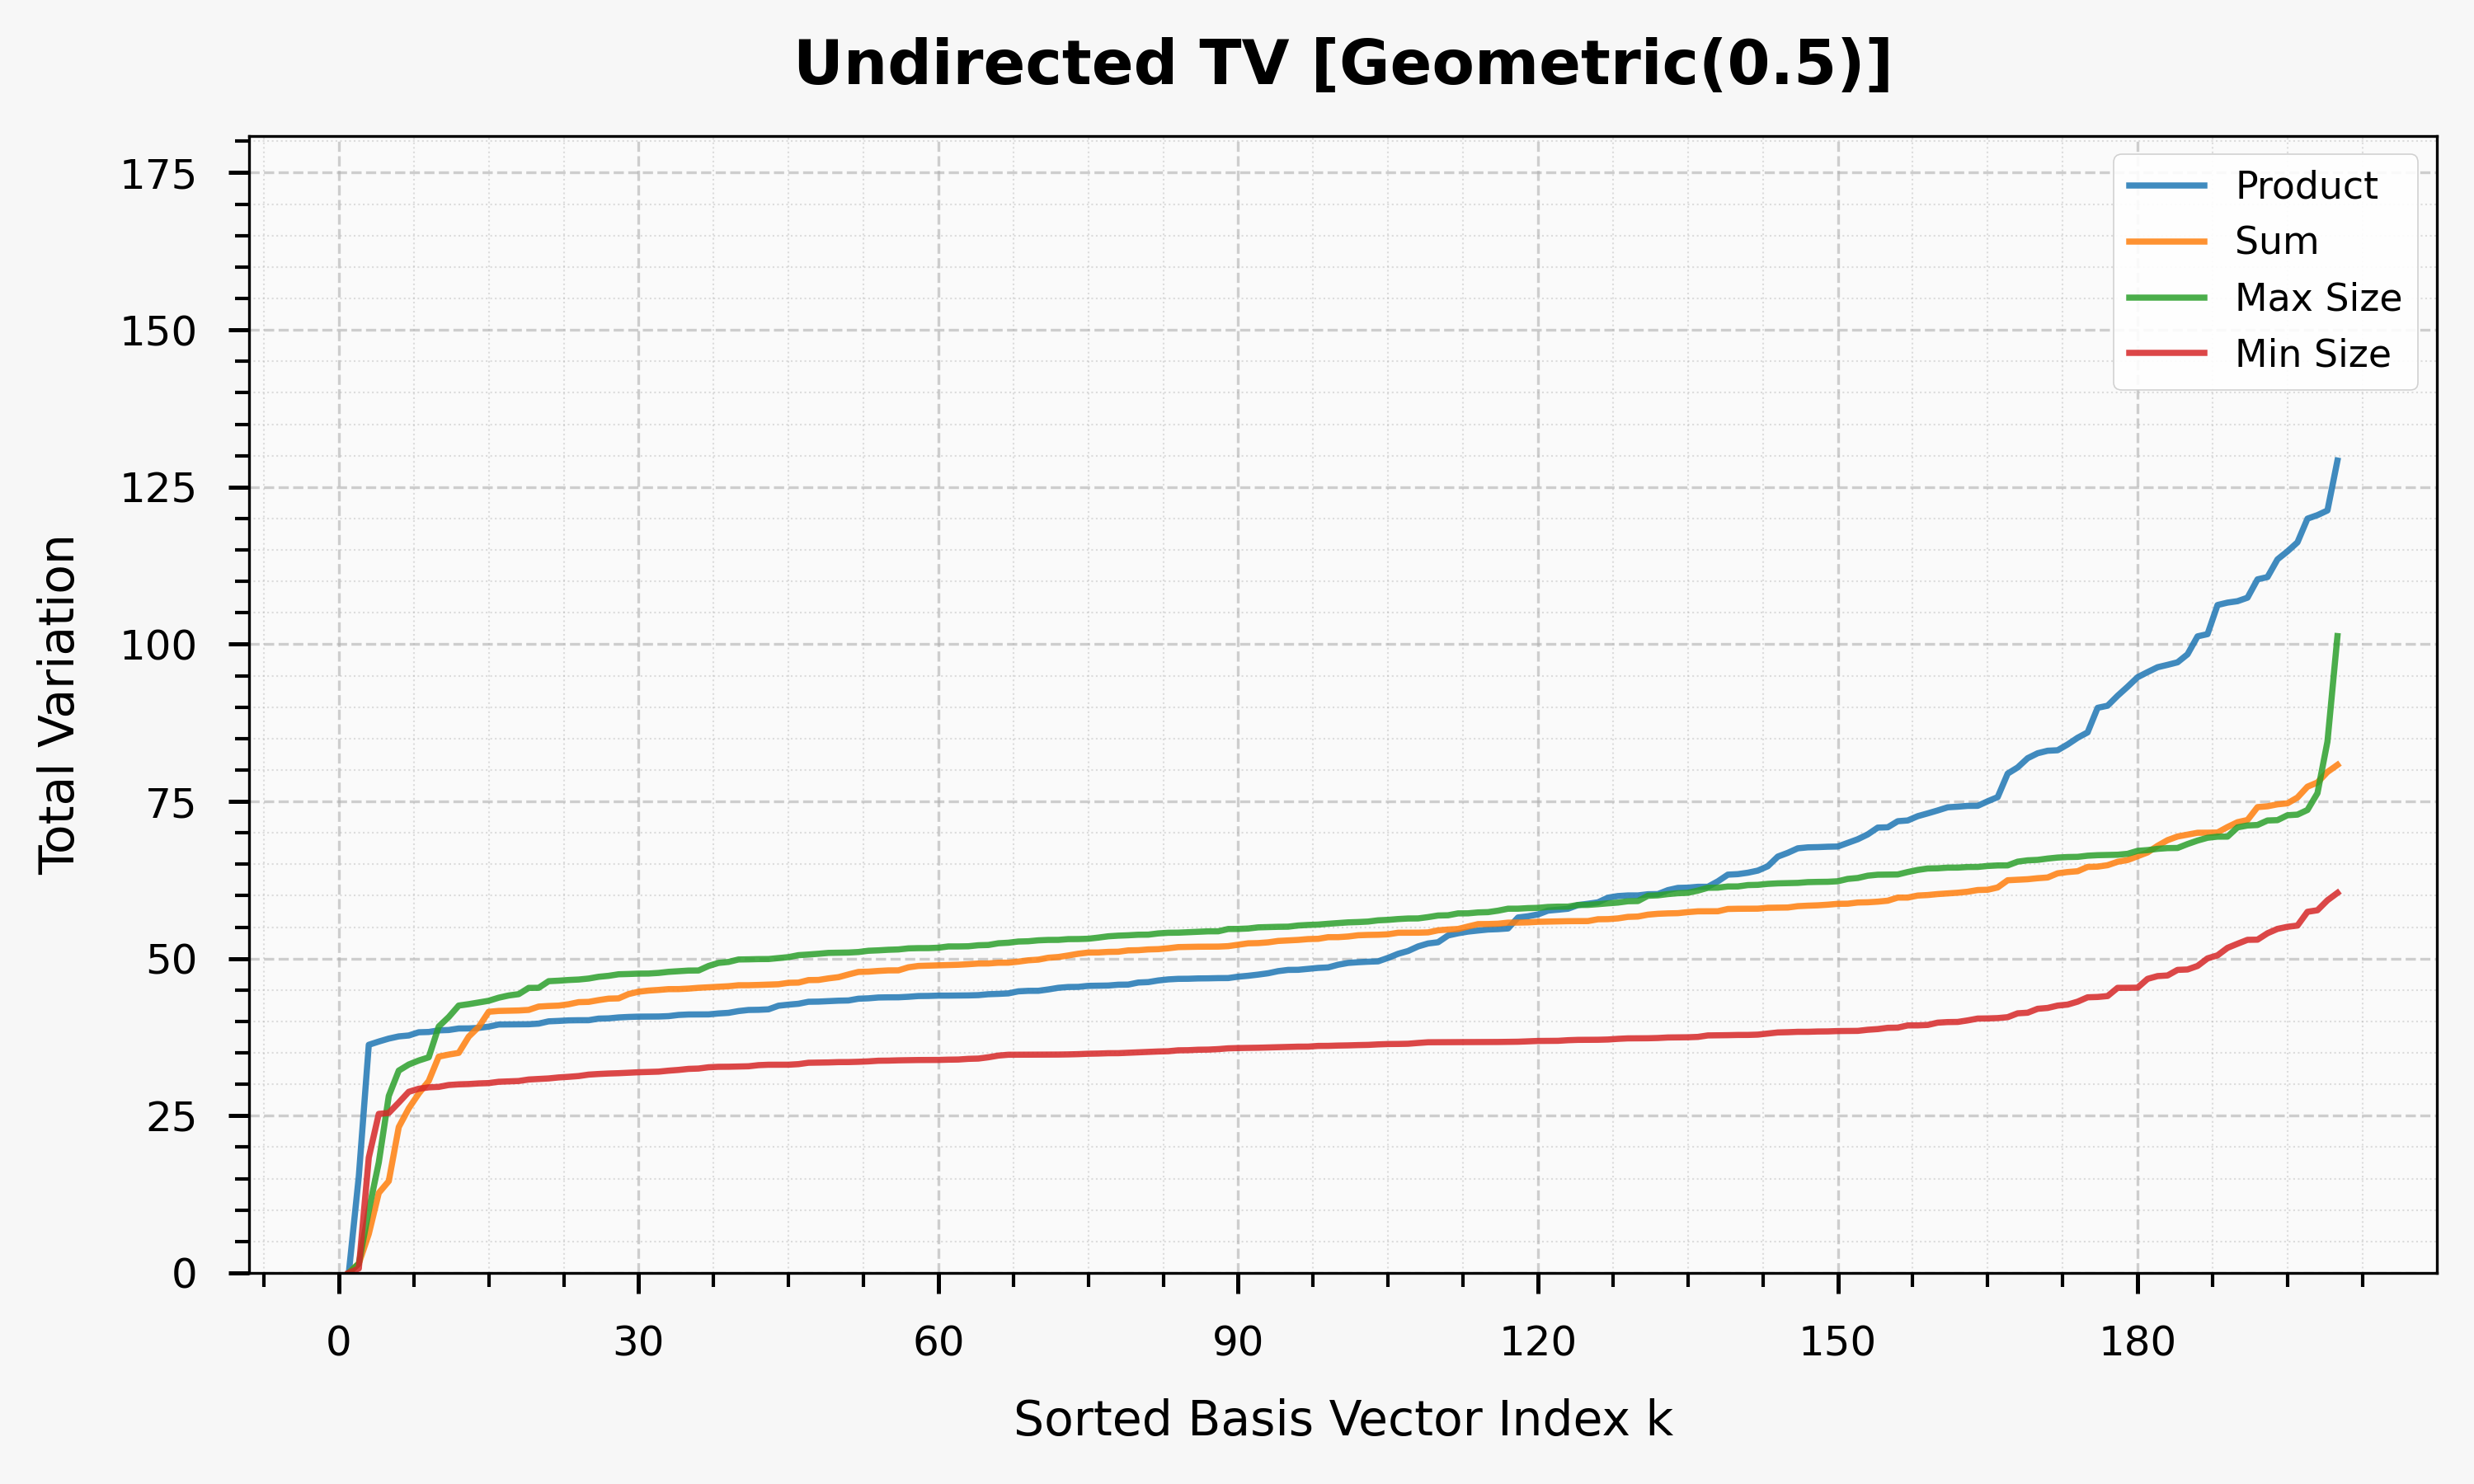 Undirected TV [Geometric(0.5)]
175
150
125
100
75
50
25
0
Total Variation
Product
Sum
Max Size
Min Size
0 30 60 90 120 150 180
Sorted Basis Vector Index k